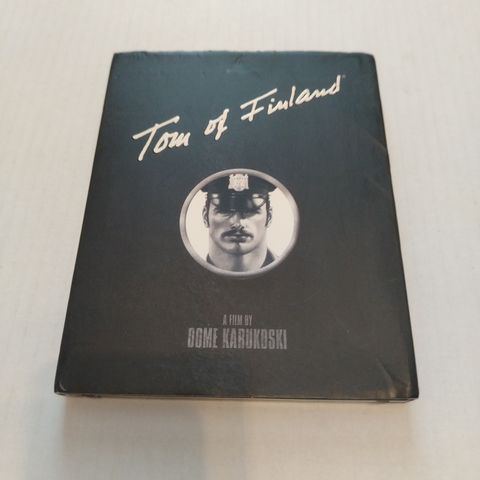 Tom of Finland
A FILM BY
DOME KARUKOSKI